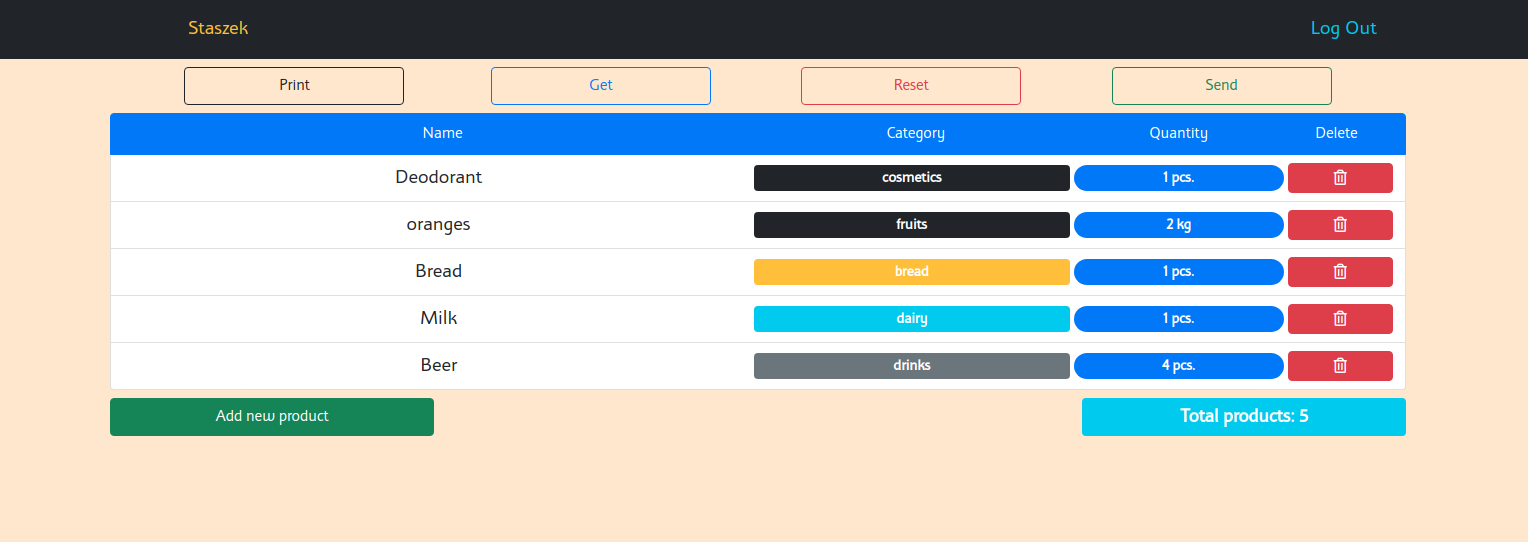 Staszek Log Out
Print Get Reset Send
Name Category Quantity Delete
Deodorant cosmetics 1 pcs.
oranges fruits 2 kg
Bread bread 1 pcs.
Milk dairy 1 pcs.
Beer drinks 4 pcs.
Add new product Total products: 5